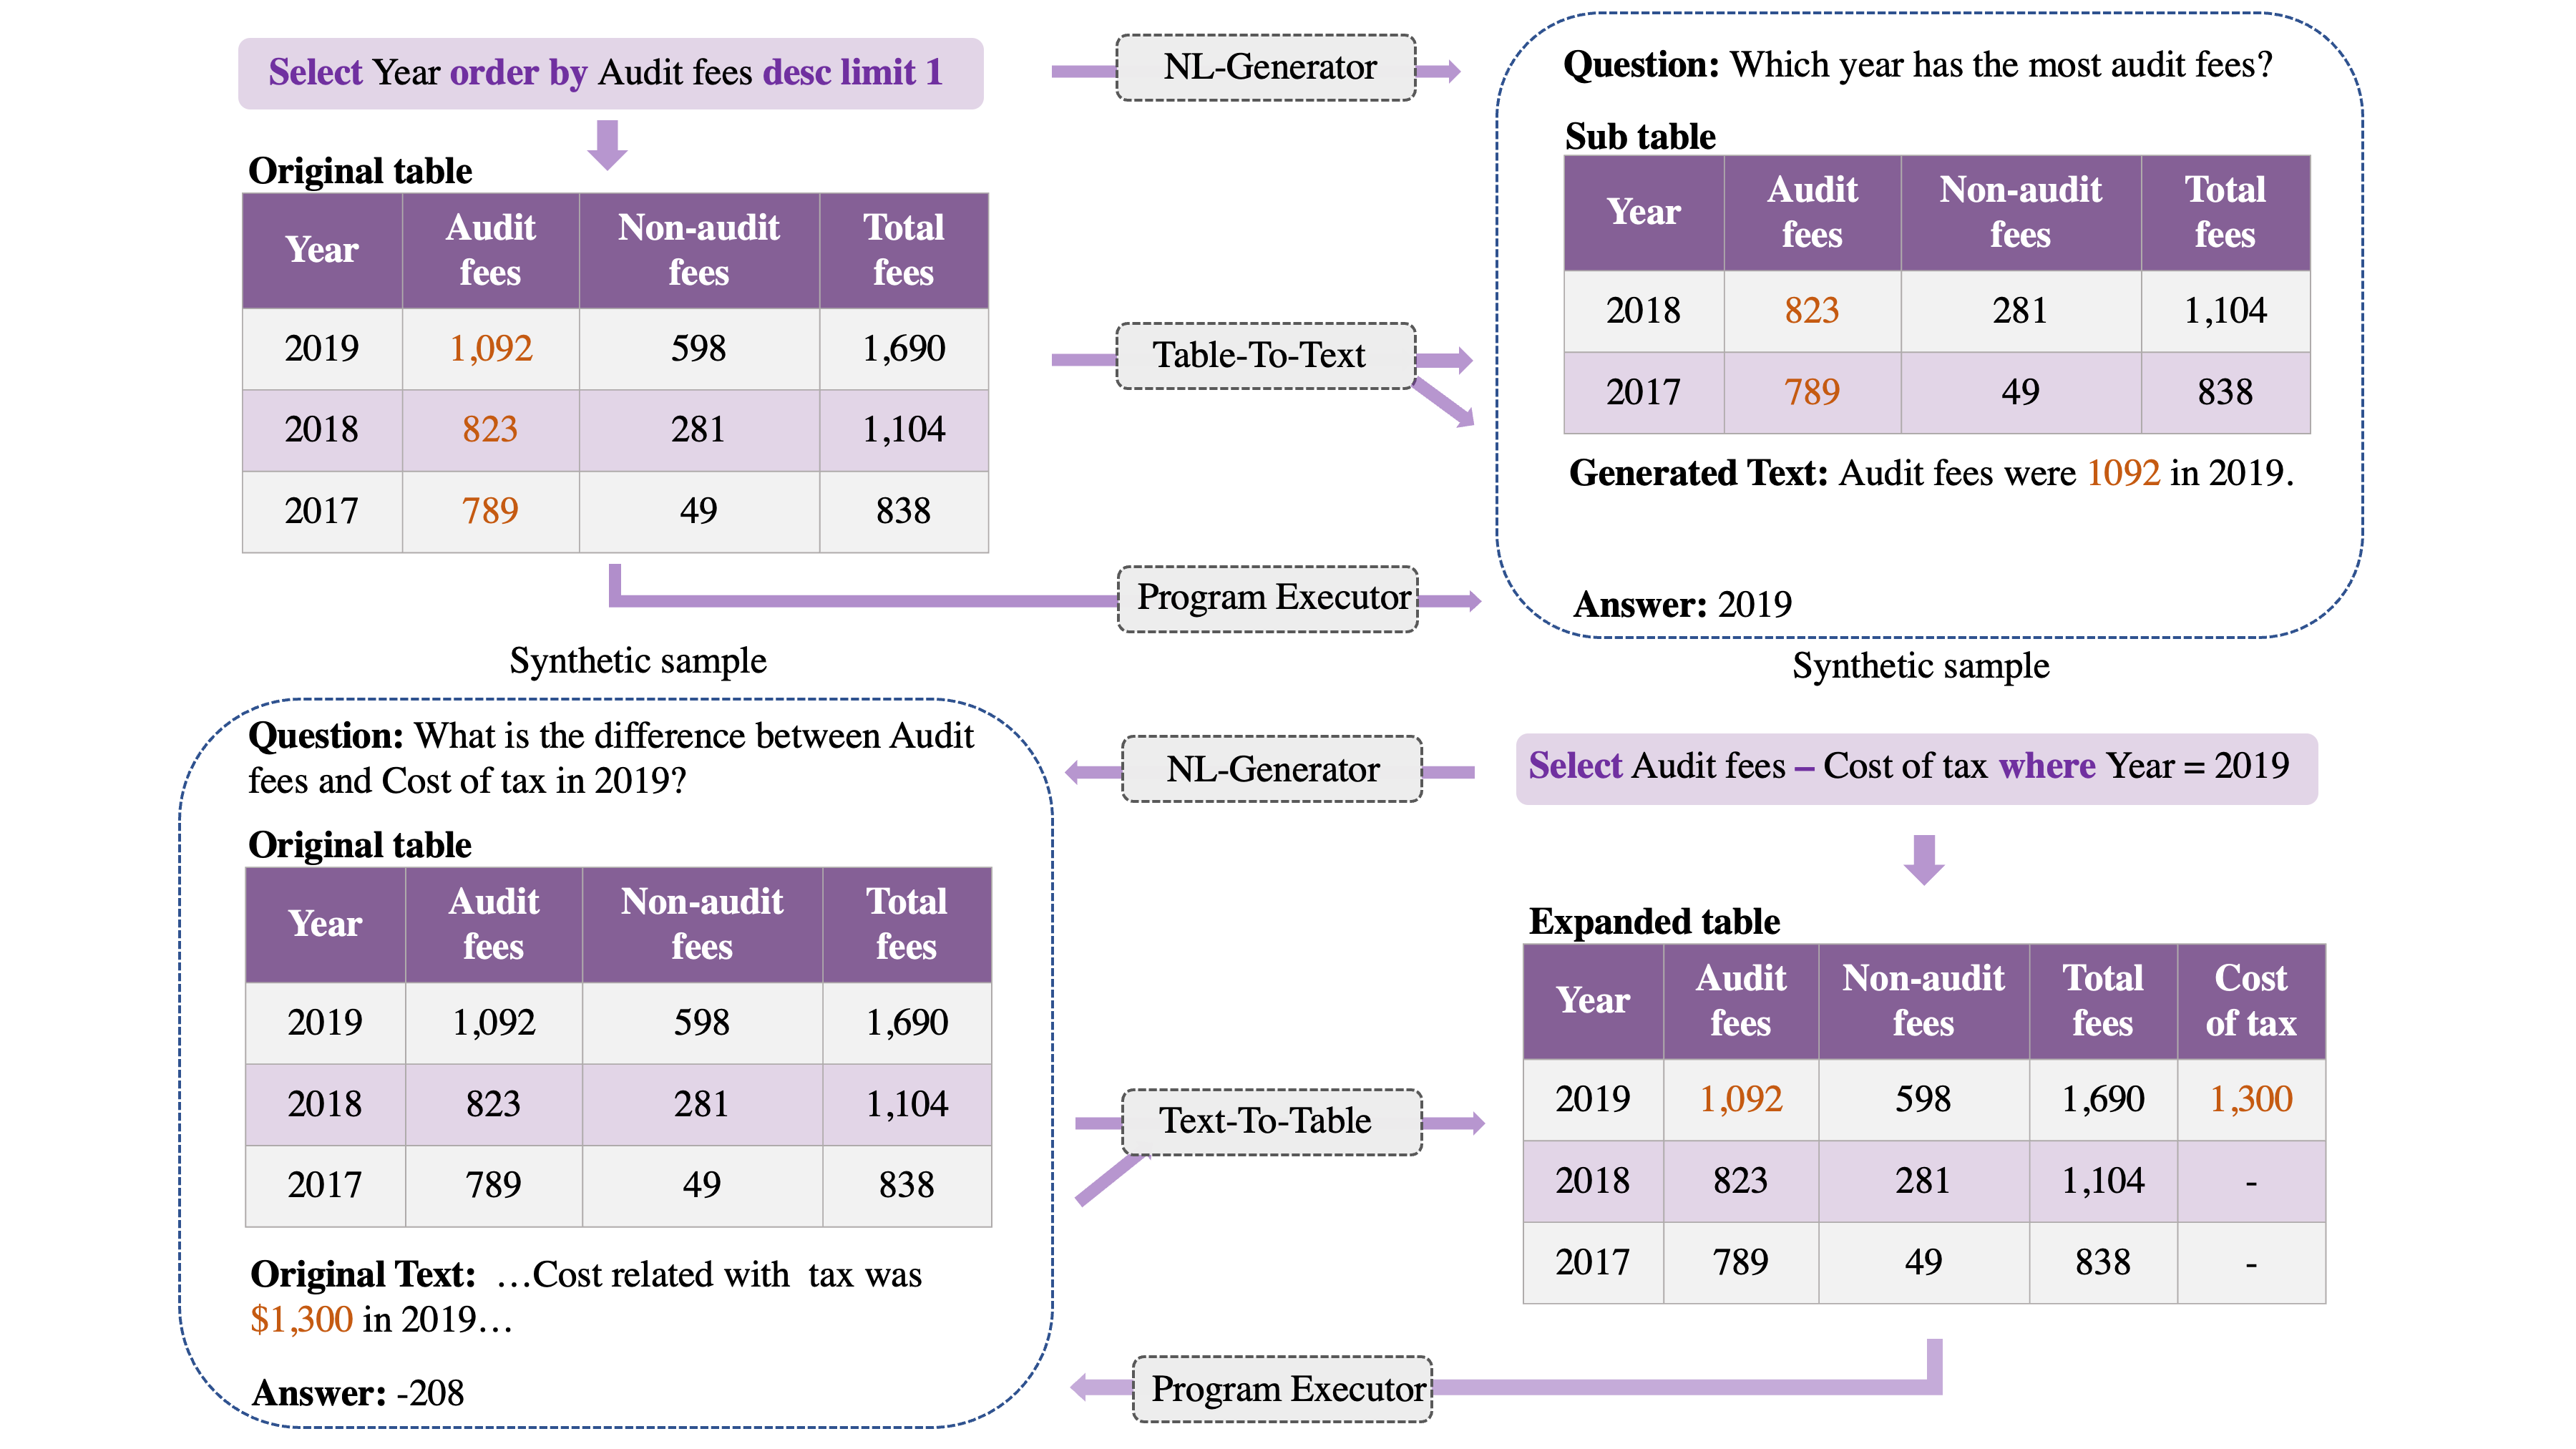 Select Year order by Audit fees desc limit 1
Original table
Year Audit fees Non-audit fees Total fees
2019 1,092 598 1,690
2018 823 281 1,104
2017 789 49 838
NL-Generator
Table-To-Text
Program Executor
Question: Which year has the most audit fees?
Sub table
Year Audit fees Non-audit fees Total fees
2018 823 281 1,104
2017 789 49 838
Generated Text: Audit fees were 1092 in 2019.
Answer: 2019
Synthetic sample
Synthetic sample
Question: What is the difference between Audit
fees and Cost of tax in 2019?
Original table
Year Audit fees Non-audit fees Total fees
2019 1,092 598 1,690
2018 823 281 1,104
2017 789 49 838
Original Text: …Cost related with tax was
$1,300 in 2019…
Answer: -208
NL-Generator
Text-To-Table
Program Executor
Select Audit fees – Cost of tax where Year = 2019
Expanded table
Year Audit fees Non-audit fees Total fees Cost of tax
2019 1,092 598 1,690 1,300
2018 823 281 1,104 -
2017 789 49 838 -